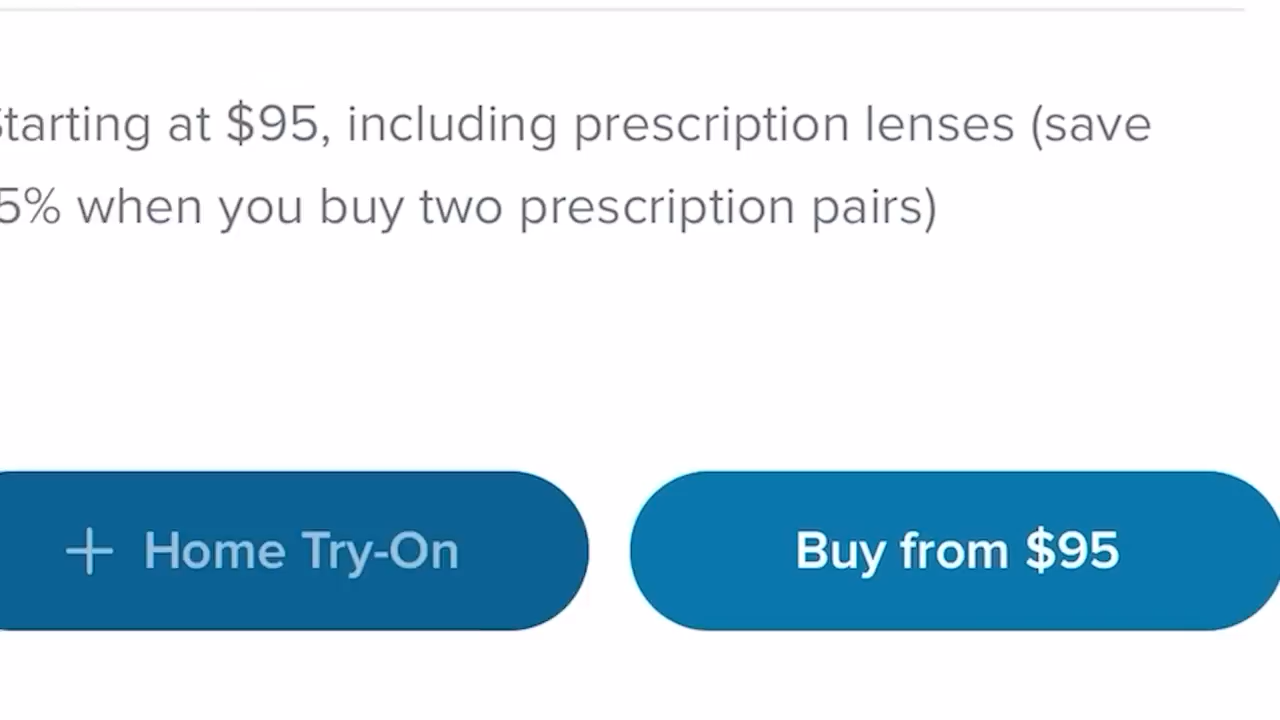 Starting at $95, including prescription lenses (save
5% when you buy two prescription pairs)
+ Home Try-On
Buy from $95